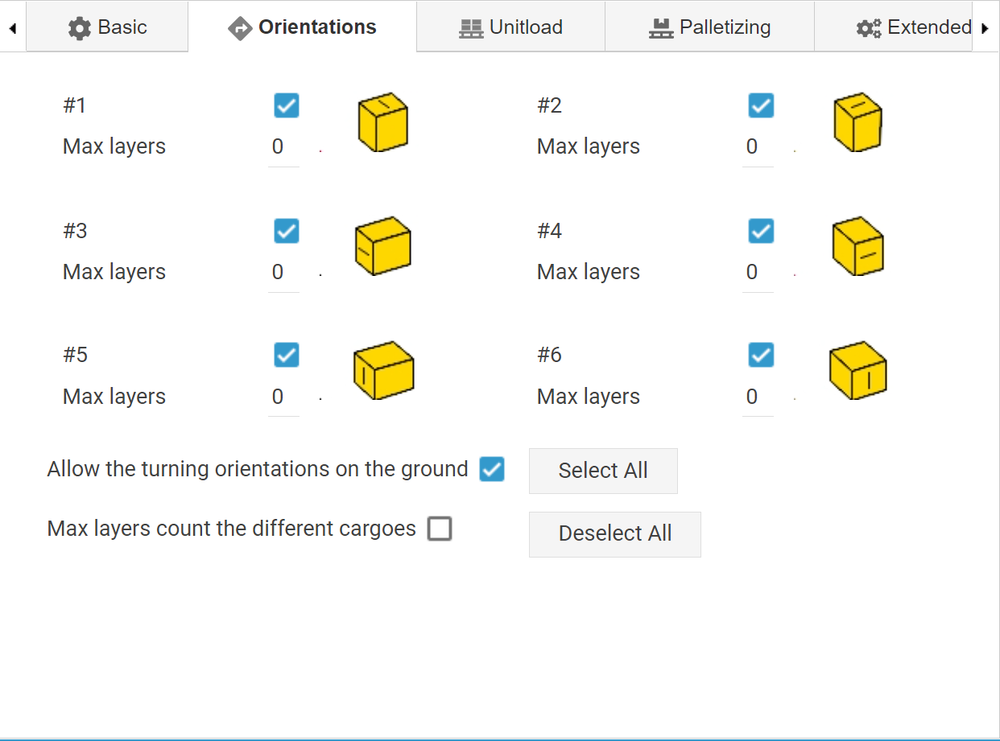 Basic Orientations Unitload Palletizing Extended
#1 #2
Max layers 0 Max layers 0
#3 #4
Max layers 0 Max layers 0
#5 #6
Max layers 0 Max layers 0
Allow the turning orientations on the ground Select All
Max layers count the different cargoes Deselect All